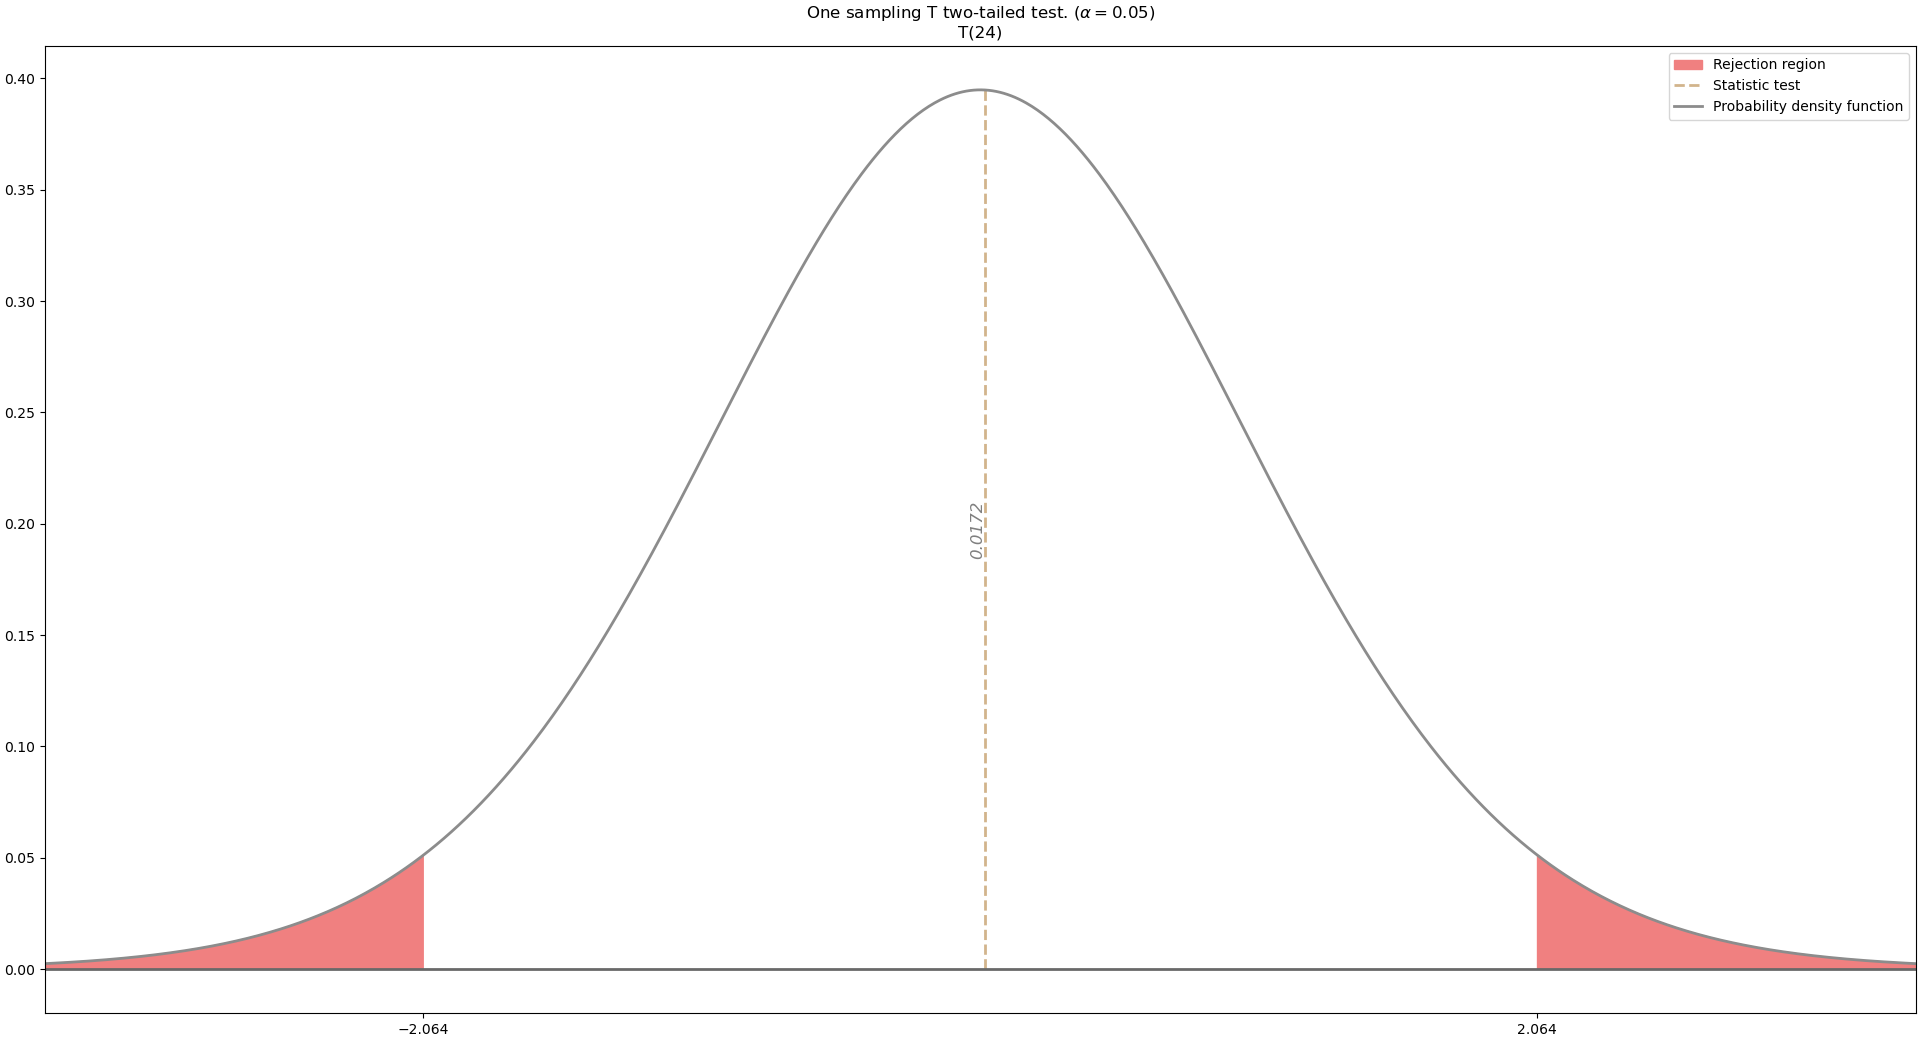 One sampling T two-tailed test. (α = 0.05)
T(24)
Rejection region
Statistic test
Probability density function
0.40
0.35
0.30
0.25
0.20
0.15
0.10
0.05
0.00
0.0172
−2.064
2.064